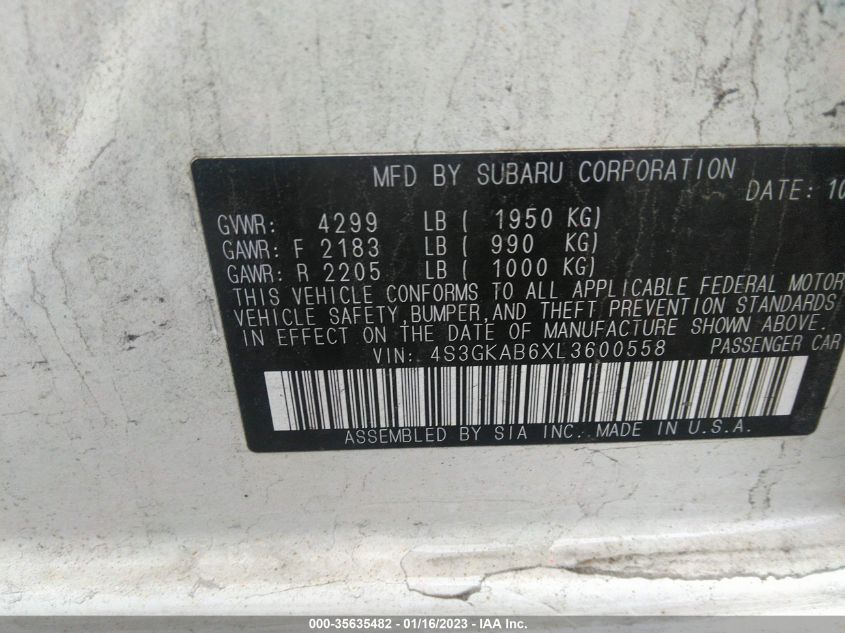 MFD BY SUBARU CORPORATION
DATE: 10
GVWR: 4299 LB ( 1950 KG)
GAWR: F 2183 LB ( 990 KG)
GAWR: R 2205 LB ( 1000 KG)
THIS VEHICLE CONFORMS TO ALL APPLICABLE FEDERAL MOTOR
VEHICLE SAFETY, BUMPER, AND THEFT PREVENTION STANDARDS
IN EFFECT ON THE DATE OF MANUFACTURE SHOWN ABOVE.
VIN: 4S3GKAB6XL3600558 PASSENGER CAR
ASSEMBLED BY SIA INC. MADE IN U.S.A.
000-35635482 - 01/16/2023 - IAA Inc.